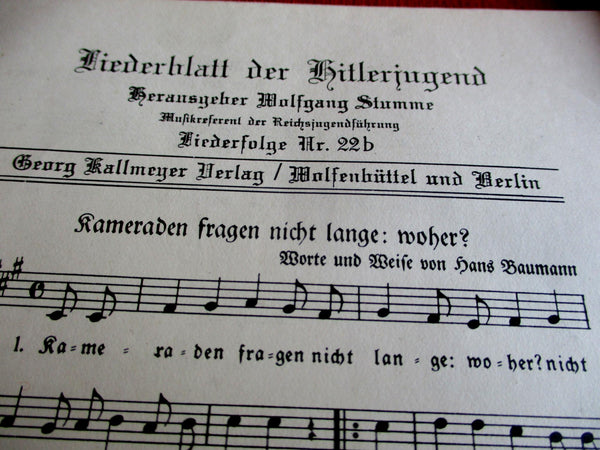 Liederblatt der Hitlerjugend
Herausgeber Wolfgang Stumme
Musikreferent der Reichsjugendführung
Liederfolge Nr. 22b
Georg Kallmeyer Verlag / Wolfenbüttel und Berlin
Kameraden fragen nicht lange: woher?
Worte und Weise von Hans Baumann
1. Ka-me - ra-den fra-gen nicht lan - ge: wo-her? nicht